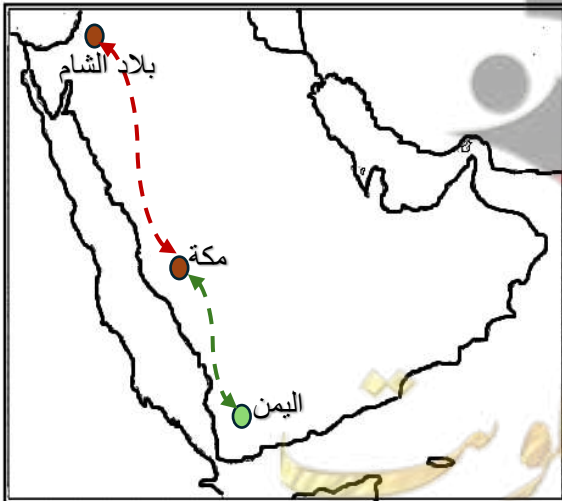 بلاد الشام
مكة
اليمن